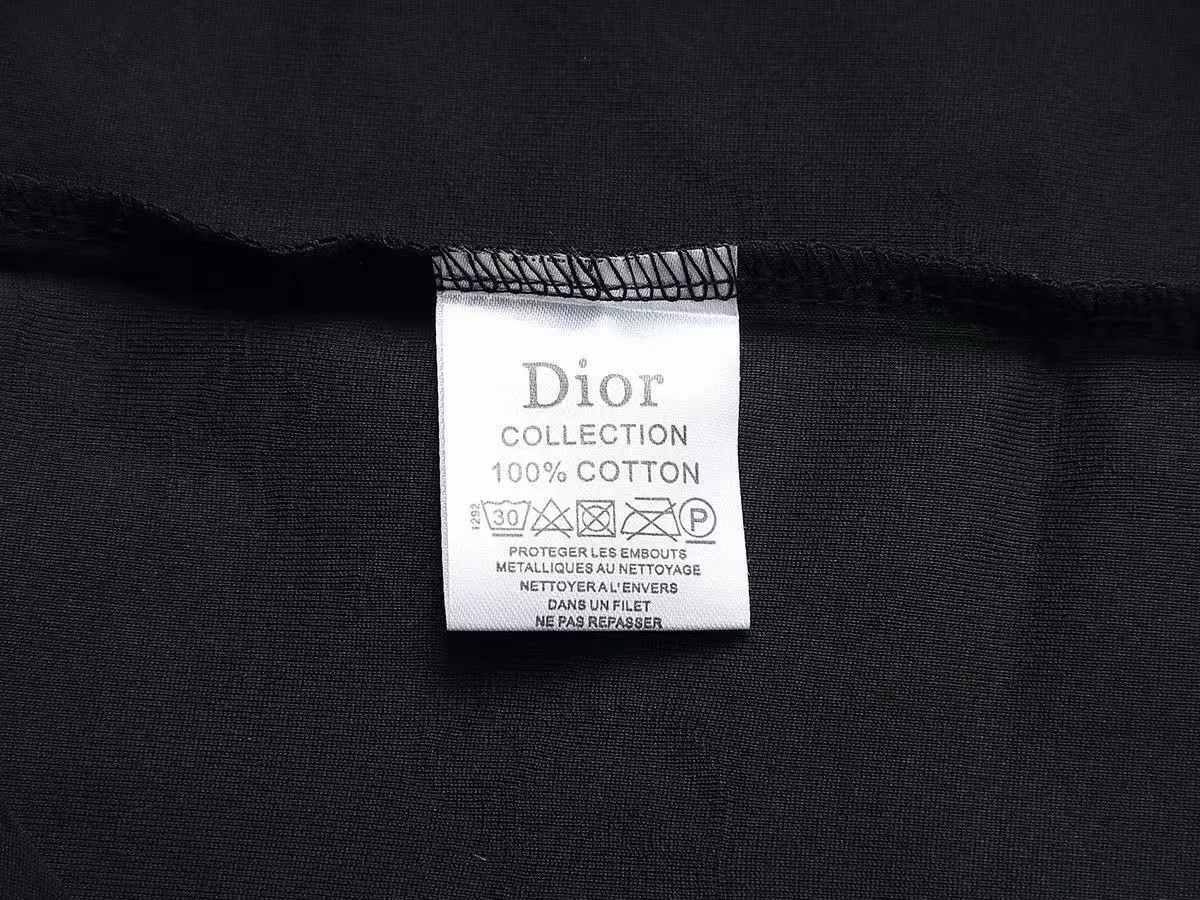 Dior
COLLECTION
100% COTTON
1292 30 P
PROTEGER LES EMBOUTS
METALLIQUES AU NETTOYAGE
NETTOYER A L'ENVERS
DANS UN FILET
NE PAS REPASSER